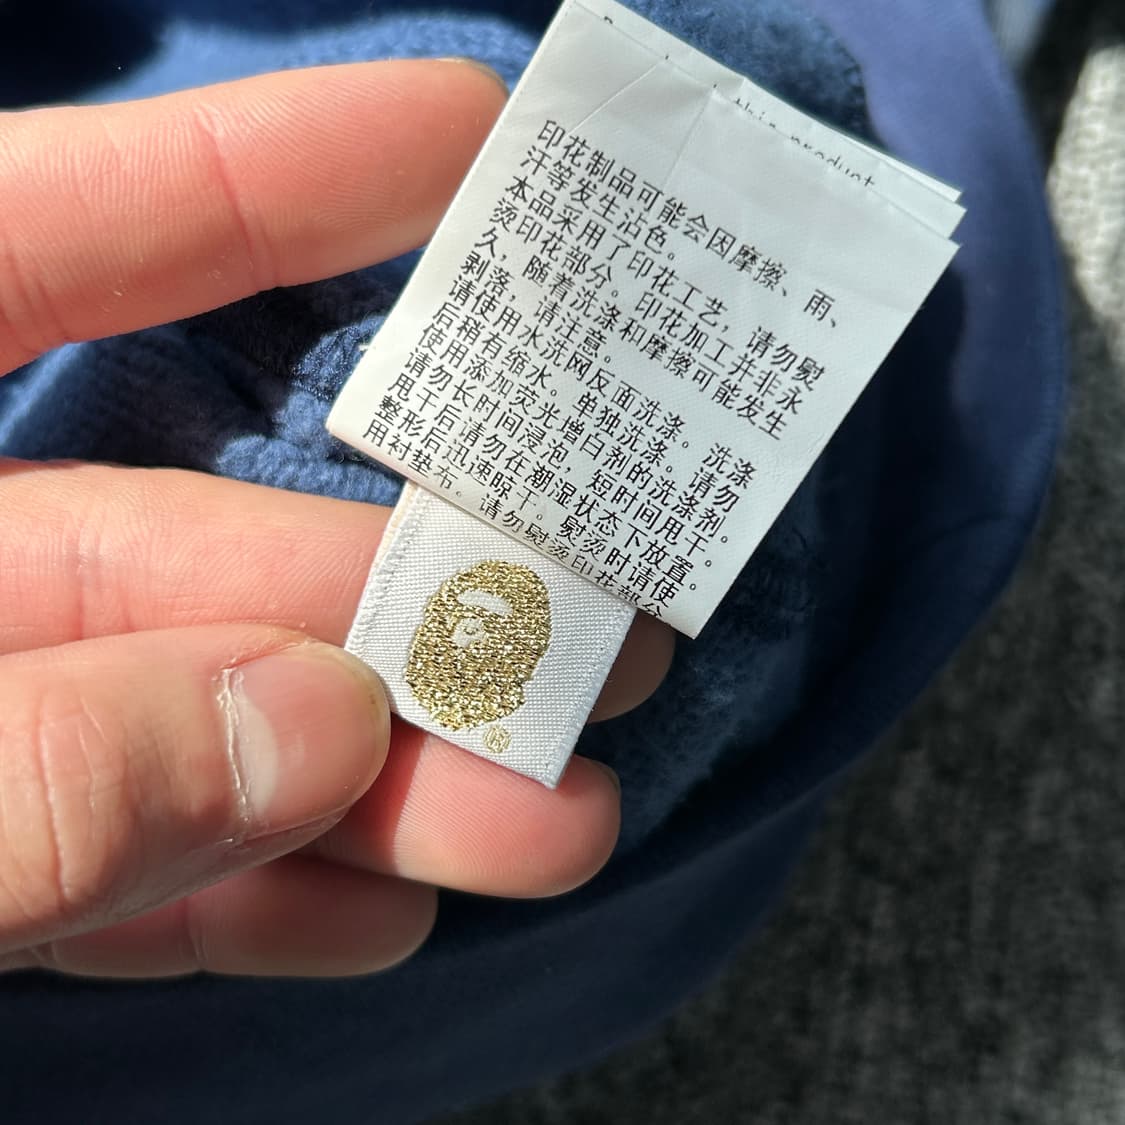 this product
印花制品可能会因摩擦、雨、
汗等发生沾色。
本品采用了印花工艺，请勿熨
烫印花部分。印花加工并非永
久，随着洗涤和摩擦可能发生
剥落，请注意。
请使用水洗网反面洗涤。洗涤
后稍有缩水。单独洗涤。请勿
使用添加荧光增白剂的洗涤剂。
请勿长时间浸泡，短时间甩干。
甩干后请勿在潮湿状态下放置。
整形后迅速晾干。熨烫时请使
用衬垫布。请勿熨烫印花部分
®